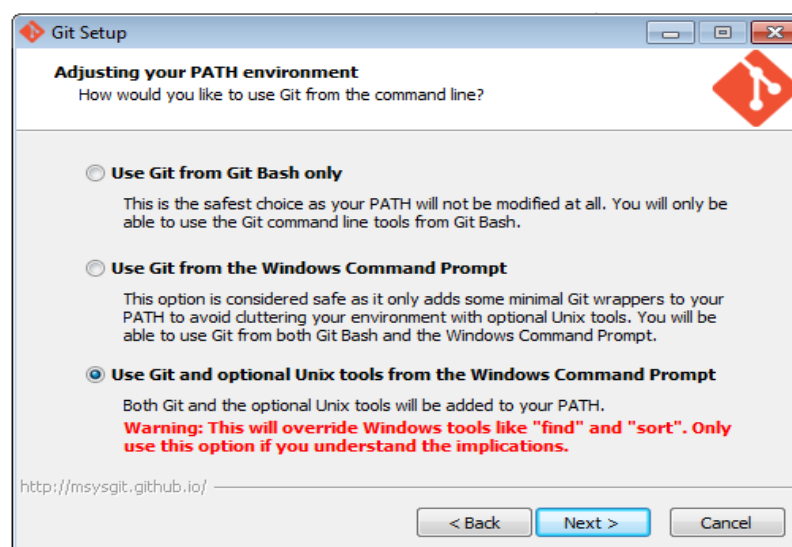 Git Setup
Adjusting your PATH environment
How would you like to use Git from the command line?
Use Git from Git Bash only
This is the safest choice as your PATH will not be modified at all. You will only be
able to use the Git command line tools from Git Bash.
Use Git from the Windows Command Prompt
This option is considered safe as it only adds some minimal Git wrappers to your
PATH to avoid cluttering your environment with optional Unix tools. You will be
able to use Git from both Git Bash and the Windows Command Prompt.
Use Git and optional Unix tools from the Windows Command Prompt
Both Git and the optional Unix tools will be added to your PATH.
Warning: This will override Windows tools like "find" and "sort". Only
use this option if you understand the implications.
http://msysgit.github.io/
< Back Next > Cancel